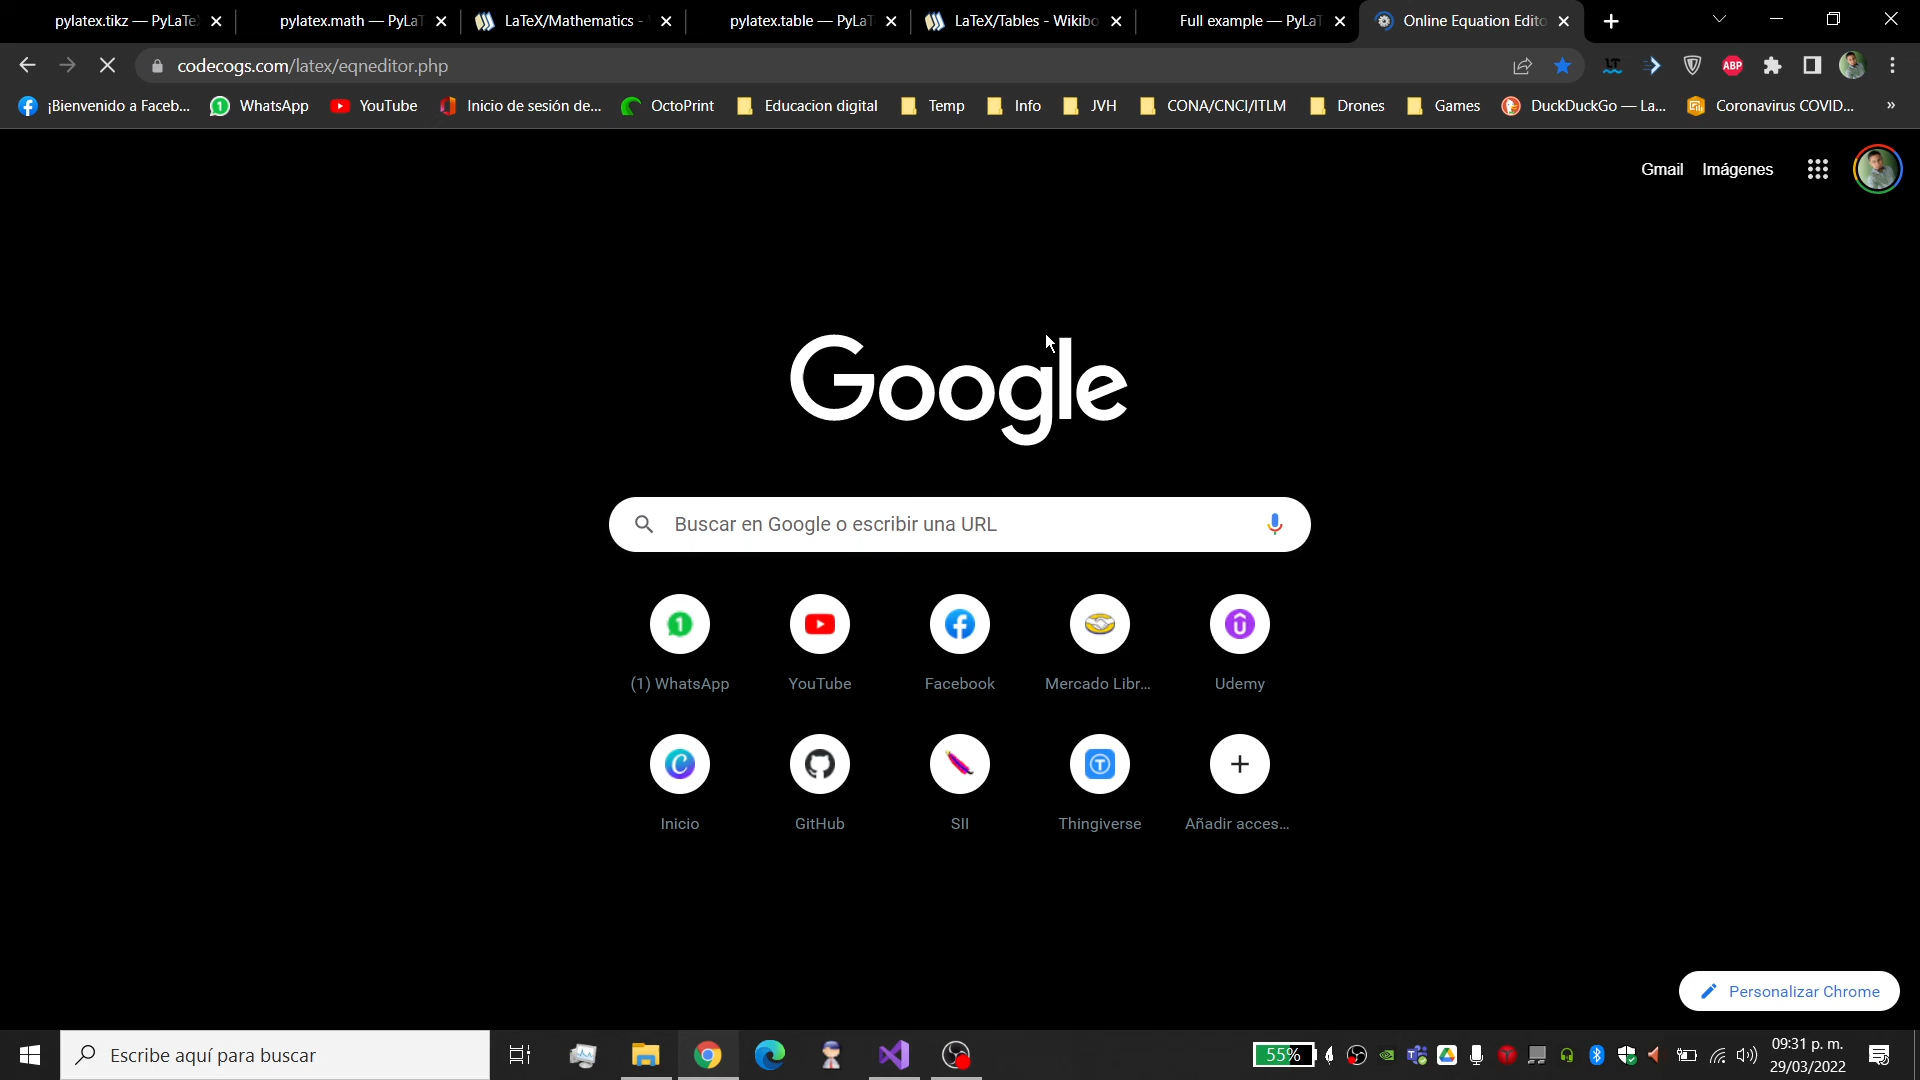 pylatex.tikz — PyLaTe
pylatex.math — PyLaT
LaTeX/Mathematics -
pylatex.table — PyLaT
LaTeX/Tables - Wikibo
Full example — PyLaT
Online Equation Edito
codecogs.com/latex/eqneditor.php
¡Bienvenido a Faceb...
WhatsApp
YouTube
Inicio de sesión de...
OctoPrint
Educacion digital
Temp
Info
JVH
CONA/CNCI/ITLM
Drones
Games
DuckDuckGo — La...
Coronavirus COVID...
»
ABP
Gmail
Imágenes
Google
Buscar en Google o escribir una URL
(1) WhatsApp
YouTube
Facebook
Mercado Libr...
Udemy
Inicio
GitHub
SII
Thingiverse
Añadir acces...
Personalizar Chrome
Escribe aquí para buscar
55%
09:31 p. m.
29/03/2022